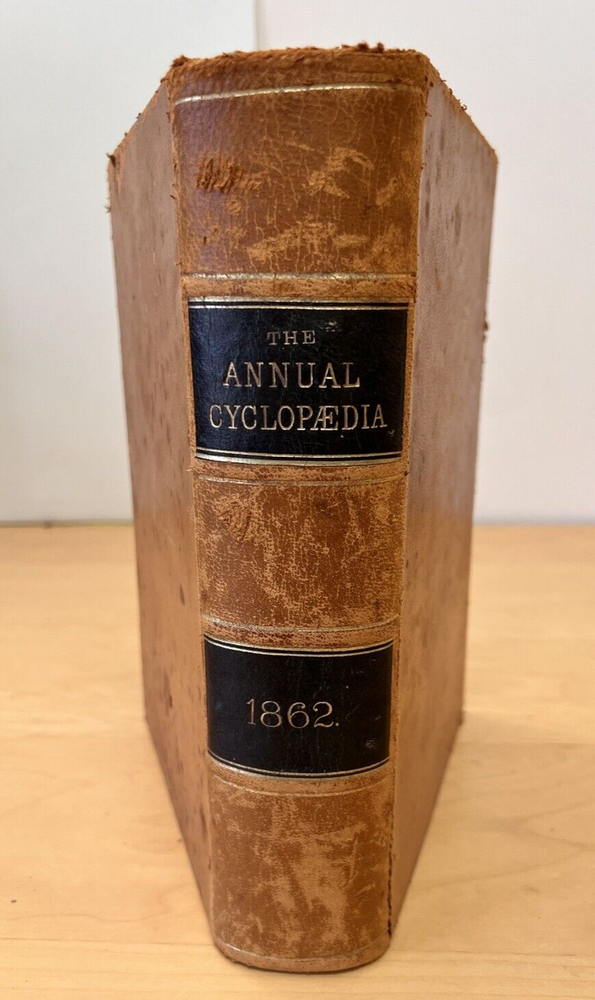 THE
ANNUAL
CYCLOPÆDIA
1862.